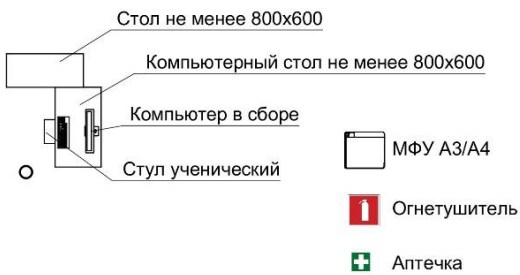 Стол не менее 800х600
Компьютерный стол не менее 800х600
Компьютер в сборе
Стул ученический
МФУ А3/А4
Огнетушитель
Аптечка